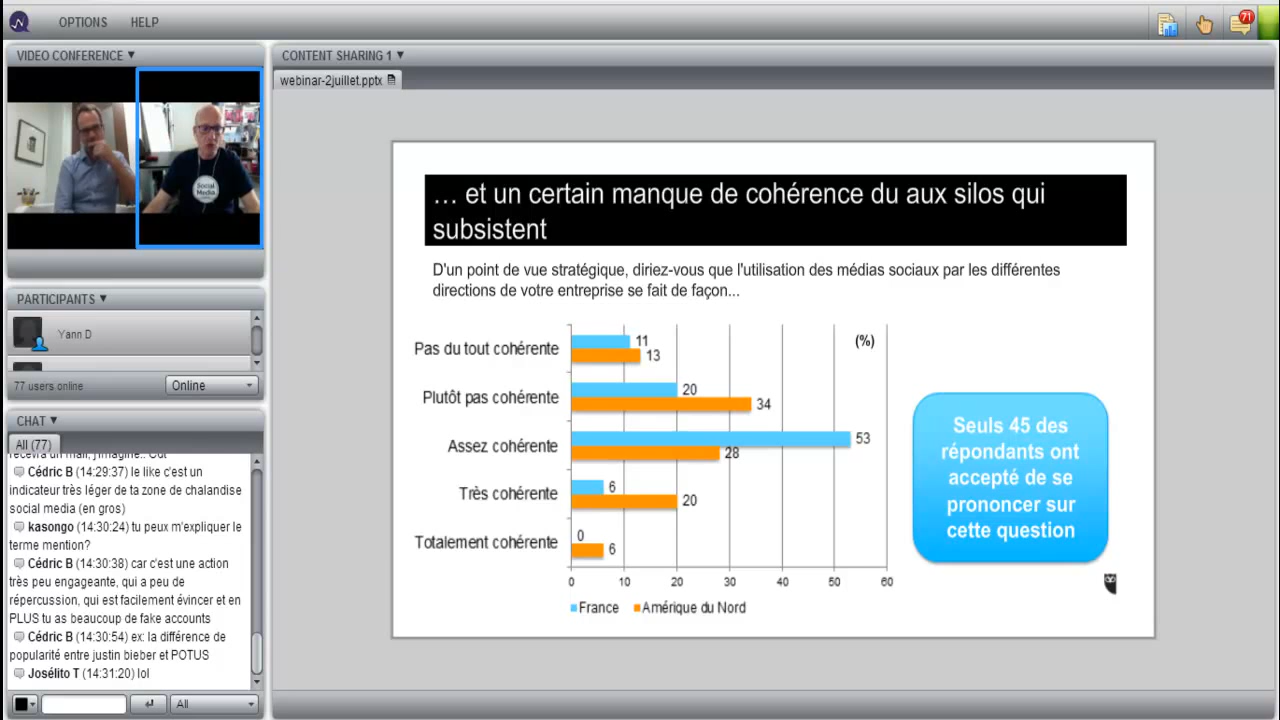 OPTIONS HELP
71
VIDEO CONFERENCE
Social
Media
PARTICIPANTS
Yann D
77 users online
Online
CHAT
All (77)
Cédric B (14:29:37) le like c'est un
indicateur très léger de ta zone de chalandise
social media (en gros)
kasongo (14:30:24) tu peux m'expliquer le
terme mention?
Cédric B (14:30:38) car c'est une action
très peu engageante, qui a peu de
répercussion, qui est facilement évincer et en
PLUS tu as beaucoup de fake accounts
Cédric B (14:30:54) ex: la différence de
popularité entre justin bieber et POTUS
Josélito T (14:31:20) lol
All
CONTENT SHARING 1
webinar-2juillet.pptx
… et un certain manque de cohérence du aux silos qui
subsistent
D'un point de vue stratégique, diriez-vous que l'utilisation des médias sociaux par les différentes
directions de votre entreprise se fait de façon...
(%)
Pas du tout cohérente 11
13
Plutôt pas cohérente 20
34
Assez cohérente 53
28
Très cohérente 6
20
Totalement cohérente 0
6
0 10 20 30 40 50 60
France Amérique du Nord
Seuls 45 des
répondants ont
accepté de se
prononcer sur
cette question